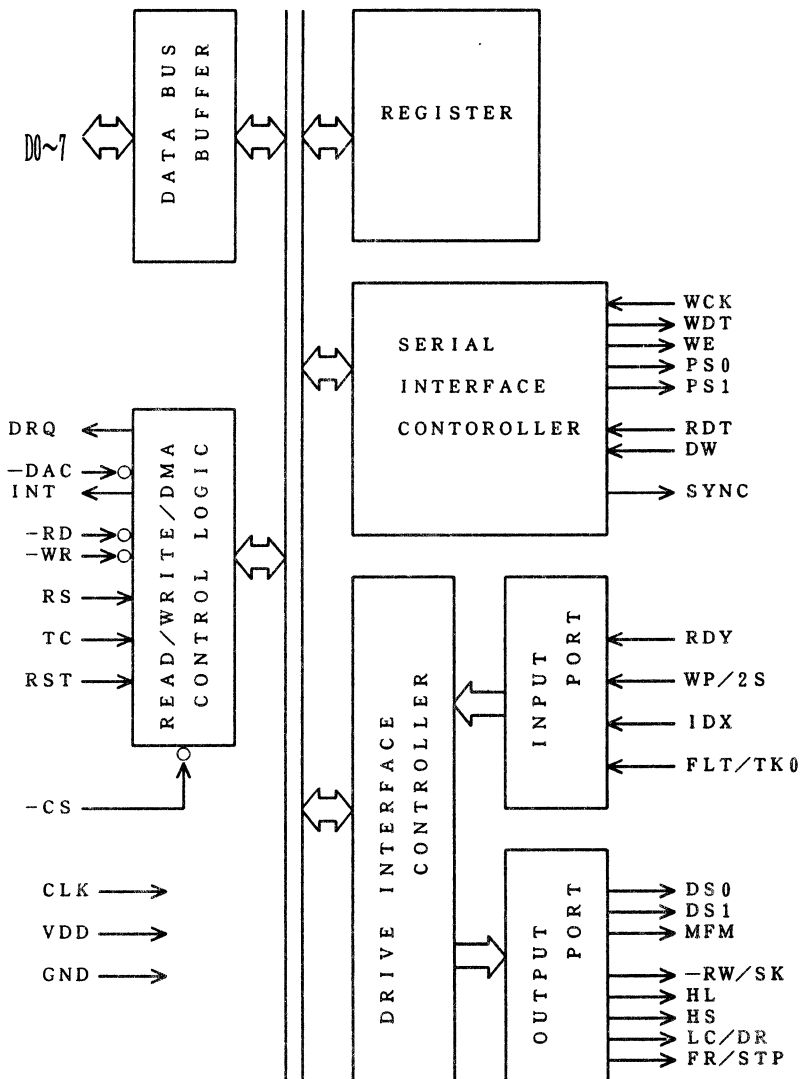 D0~7
DATA BUS
BUFFER
REGISTER
SERIAL
INTERFACE
CONTOROLLER
WCK
WDT
WE
PS0
PS1
RDT
DW
SYNC
DRQ
-DAC
INT
-RD
-WR
RS
TC
RST
-CS
READ/WRITE/DMA
CONTROL LOGIC
CLK
VDD
GND
DRIVE INTERFACE
CONTROLLER
INPUT
PORT
RDY
WP/2S
IDX
FLT/TK0
OUTPUT
PORT
DS0
DS1
MFM
-RW/SK
HL
HS
LC/DR
FR/STP